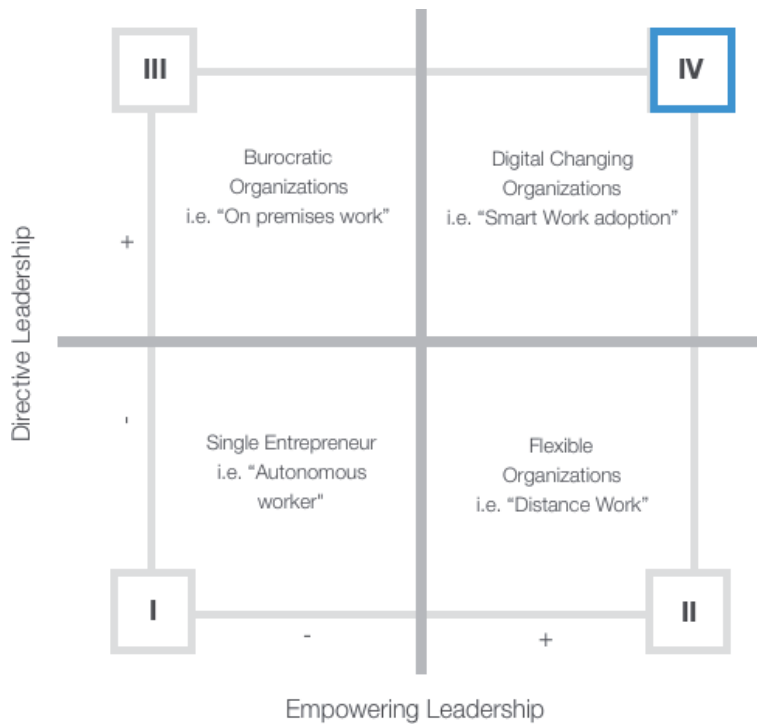 III
IV
Burocratic
Organizations
i.e. “On premises work”
Digital Changing
Organizations
i.e. “Smart Work adoption”
Directive Leadership
+
-
Single Entrepreneur
i.e. “Autonomous
worker"
Flexible
Organizations
i.e. “Distance Work”
I
II
-
+
Empowering Leadership